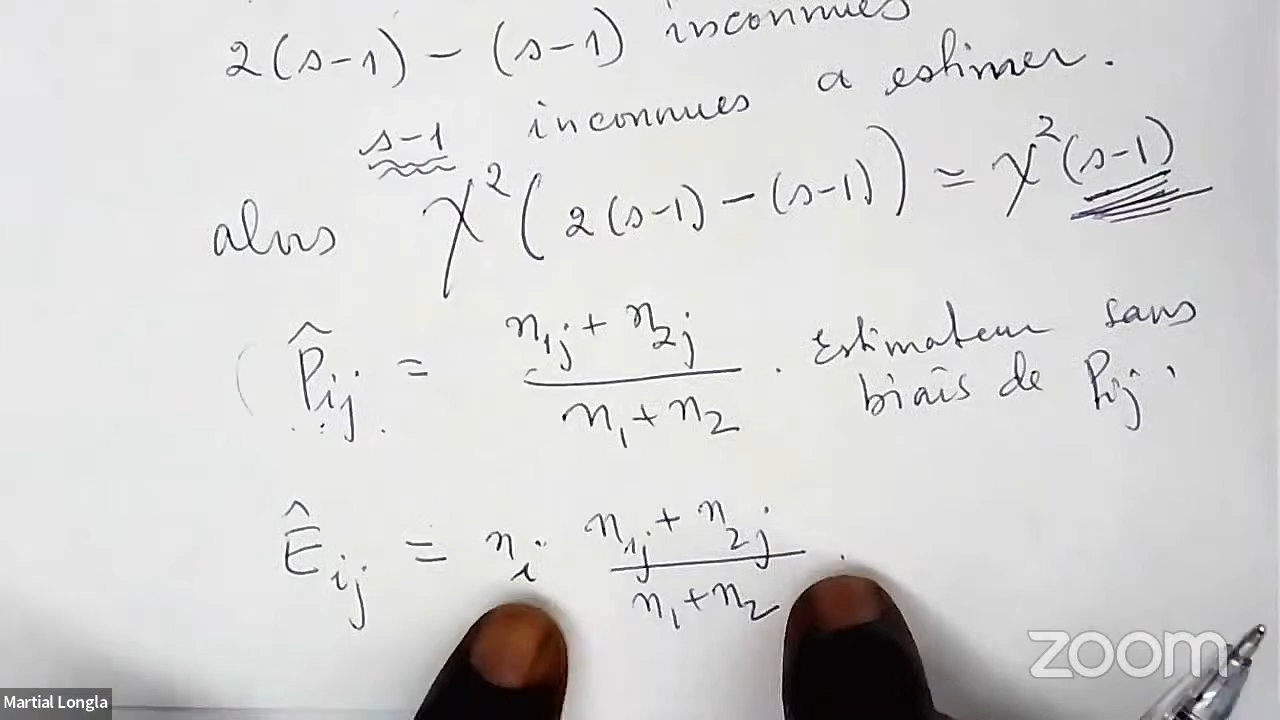 2(s-1) - (s-1) inconnues
s-1 inconnues a estimer.
alors χ²(2(s-1) - (s-1)) = χ²(s-1)
( P̂ij = (n1j + n2j) / (n1 + n2) . Estimateur sans
biais de Pij.
Êij = ni (n1j + n2j) / (n1 + n2) .
zoom
Martial Longla